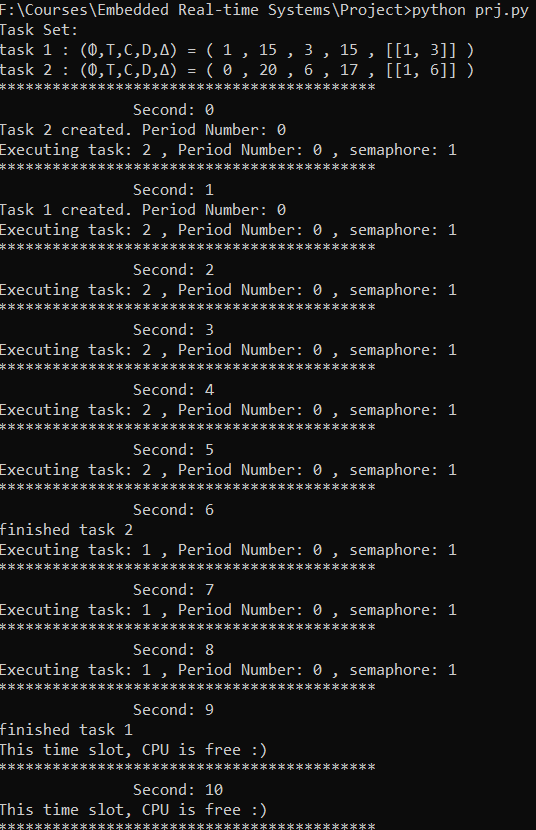 F:\Courses\Embedded Real-time Systems\Project>python prj.py
Task Set:
task 1 : (Φ,T,C,D,Δ) = ( 1 , 15 , 3 , 15 , [[1, 3]] )
task 2 : (Φ,T,C,D,Δ) = ( 0 , 20 , 6 , 17 , [[1, 6]] )
******************************************
Second: 0
Task 2 created. Period Number: 0
Executing task: 2 , Period Number: 0 , semaphore: 1
******************************************
Second: 1
Task 1 created. Period Number: 0
Executing task: 2 , Period Number: 0 , semaphore: 1
******************************************
Second: 2
Executing task: 2 , Period Number: 0 , semaphore: 1
******************************************
Second: 3
Executing task: 2 , Period Number: 0 , semaphore: 1
******************************************
Second: 4
Executing task: 2 , Period Number: 0 , semaphore: 1
******************************************
Second: 5
Executing task: 2 , Period Number: 0 , semaphore: 1
******************************************
Second: 6
finished task 2
Executing task: 1 , Period Number: 0 , semaphore: 1
******************************************
Second: 7
Executing task: 1 , Period Number: 0 , semaphore: 1
******************************************
Second: 8
Executing task: 1 , Period Number: 0 , semaphore: 1
******************************************
Second: 9
finished task 1
This time slot, CPU is free :)
******************************************
Second: 10
This time slot, CPU is free :)
******************************************